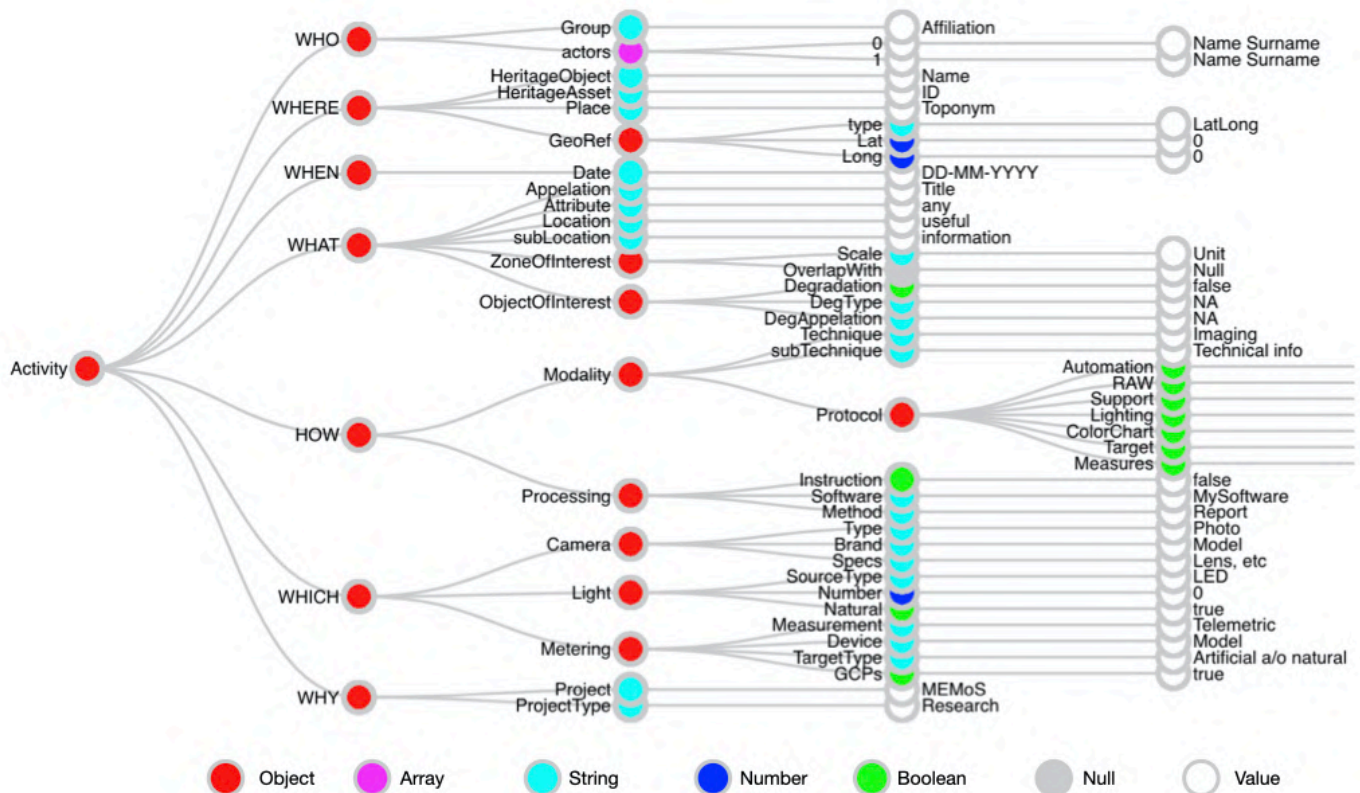 Group
Affiliation
WHO
actors
0
1
Name Surname
Name Surname
HeritageObject
Name
HeritageAsset
ID
WHERE
Place
Toponym
GeoRef
type
LatLong
Lat
0
Long
0
WHEN
Date
DD-MM-YYYY
Appelation
Title
Attribute
any
Location
useful
WHAT
subLocation
information
ZoneOfInterest
Scale
Unit
OverlapWith
Null
ObjectOfInterest
Degradation
false
DegType
NA
DegAppelation
NA
Technique
Imaging
subTechnique
Technical info
Activity
Modality
Automation
RAW
Support
Protocol
Lighting
ColorChart
Target
Measures
HOW
Processing
Instruction
false
Software
MySoftware
Method
Report
Camera
Type
Photo
Brand
Model
Specs
Lens, etc
WHICH
Light
SourceType
LED
Number
0
Natural
true
Metering
Measurement
Telemetric
Device
Model
TargetType
Artificial a/o natural
GCPs
true
WHY
Project
MEMoS
ProjectType
Research
Object Array String Number Boolean Null Value